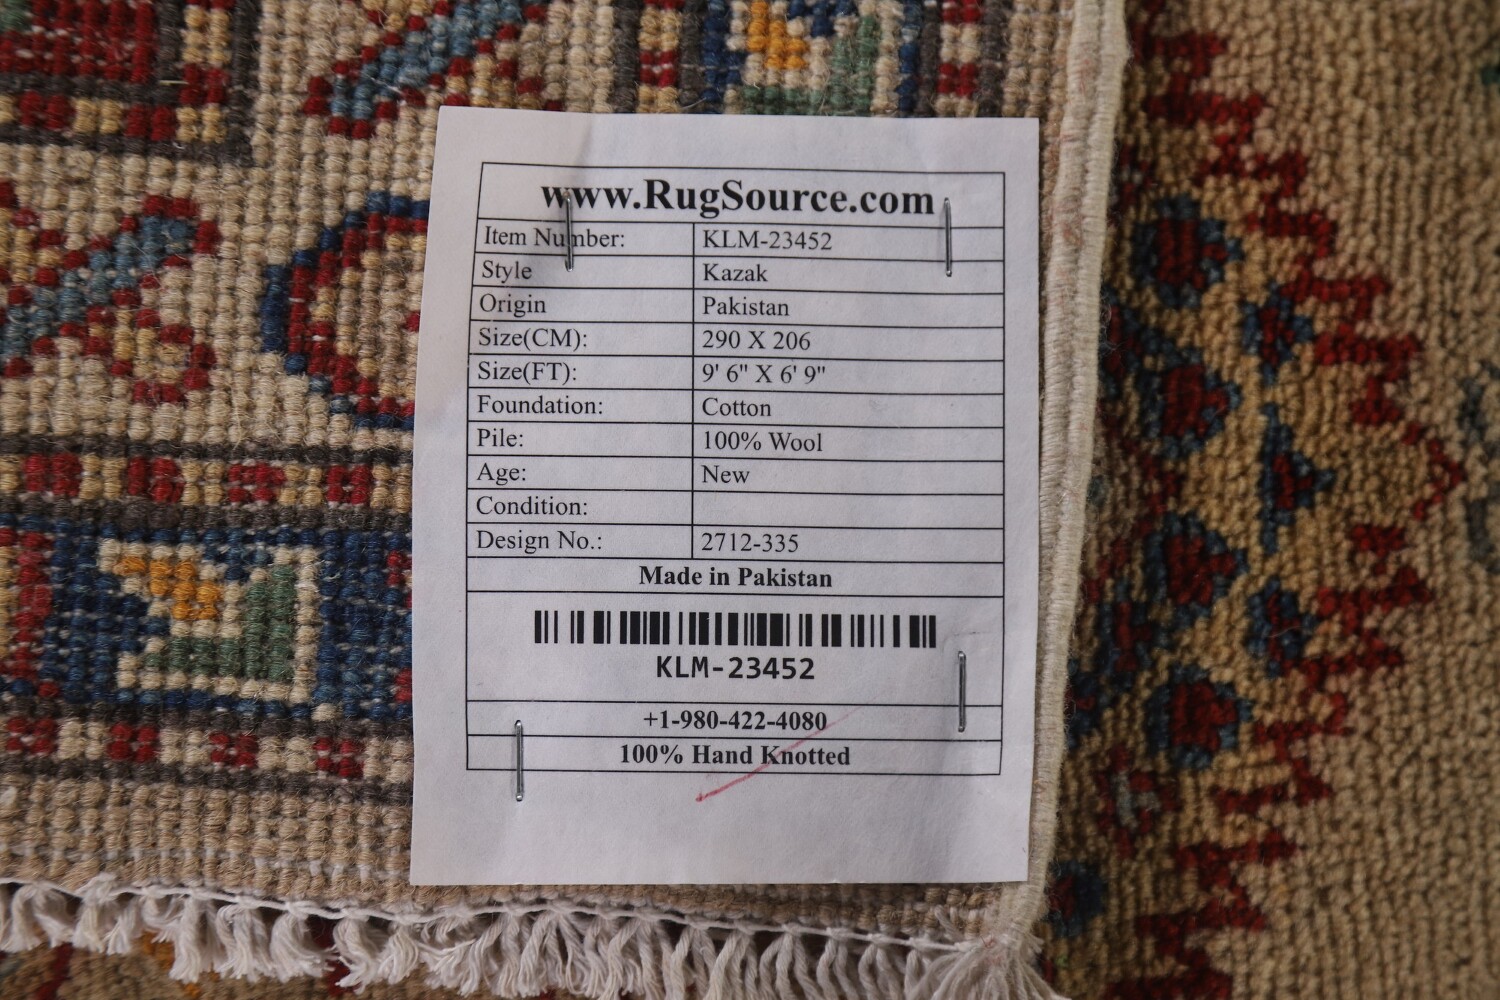 www.RugSource.com
Item Number: KLM-23452
Style Kazak
Origin Pakistan
Size(CM): 290 X 206
Size(FT): 9' 6" X 6' 9"
Foundation: Cotton
Pile: 100% Wool
Age: New
Condition:
Design No.: 2712-335
Made in Pakistan
KLM-23452
+1-980-422-4080
100% Hand Knotted